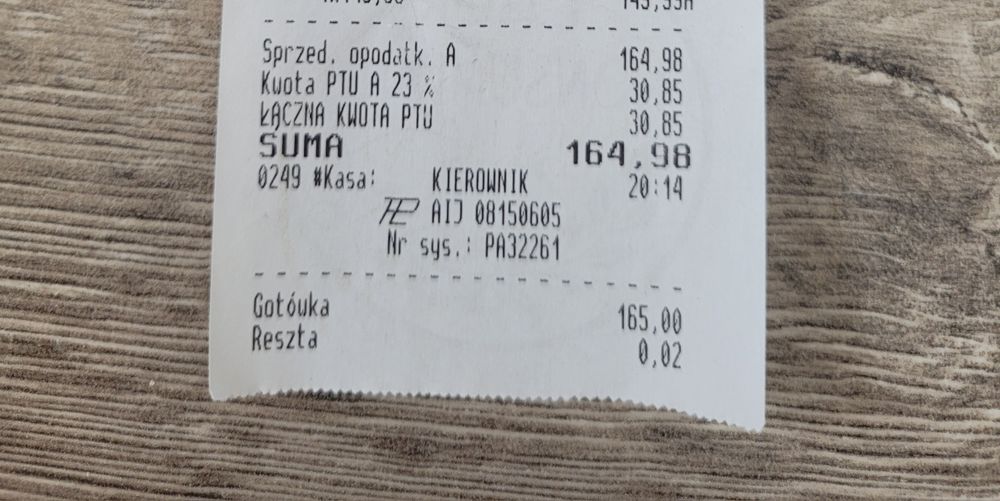 Sprzed. opodatk. A 164,98
Kwota PTU A 23 % 30,85
ŁĄCZNA KWOTA PTU 30,85
SUMA 164,98
0249 #Kasa: KIEROWNIK 20:14
AIJ 08150605
Nr sys.: PA32261
Gotówka 165,00
Reszta 0,02